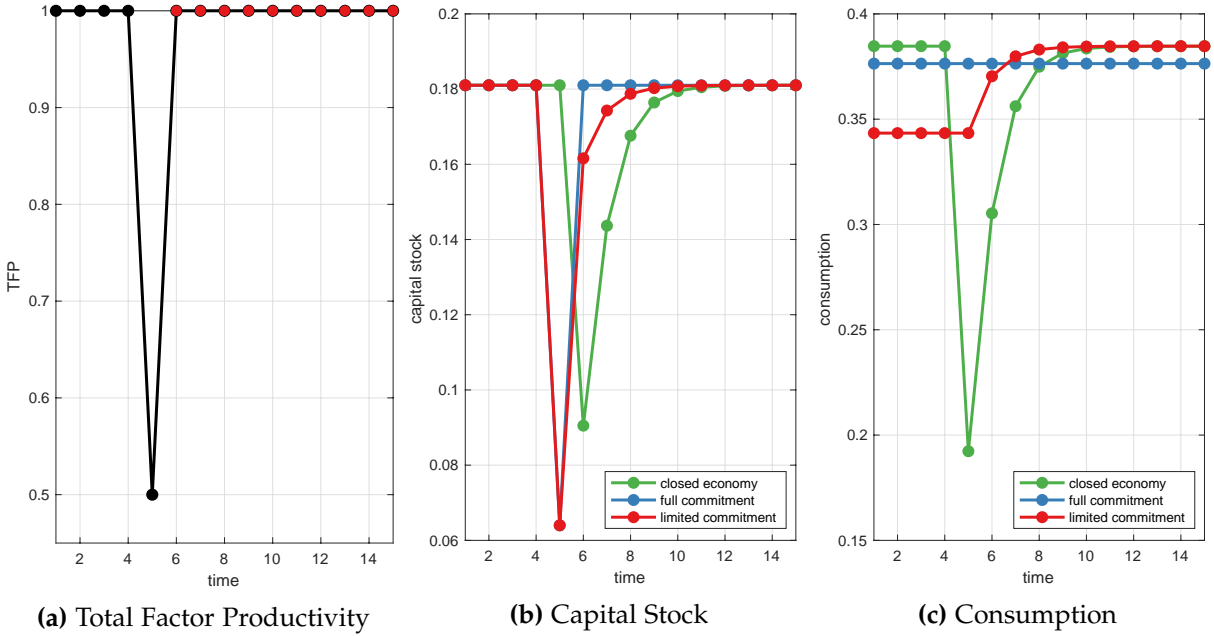 1
0.9
0.8
0.7
0.6
0.5
TFP
2 4 6 8 10 12 14
time
(a) Total Factor Productivity
0.2
0.18
0.16
0.14
0.12
0.1
0.08
0.06
capital stock
closed economy
full commitment
limited commitment
2 4 6 8 10 12 14
time
(b) Capital Stock
0.4
0.35
0.3
0.25
0.2
0.15
consumption
closed economy
full commitment
limited commitment
2 4 6 8 10 12 14
time
(c) Consumption